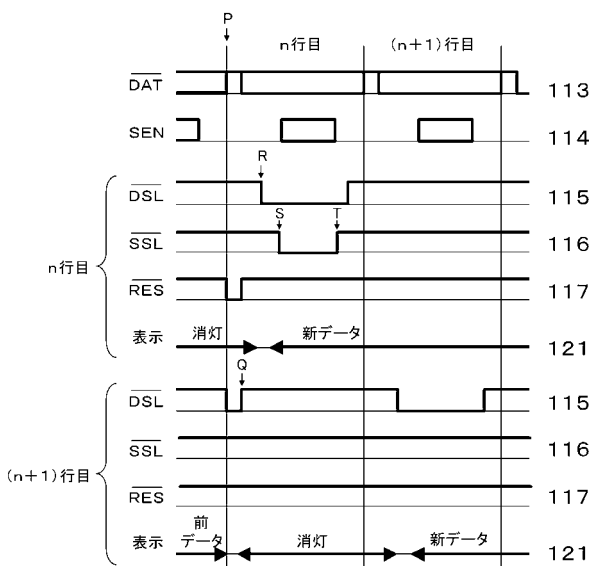 P
n行目 (n+1)行目
DAT 113
SEN 114
R
DSL 115
S T
SSL 116
n行目
RES 117
表示 消灯 新データ 121
Q
DSL 115
SSL 116
(n+1)行目
RES 117
表示 前データ 消灯 新データ 121